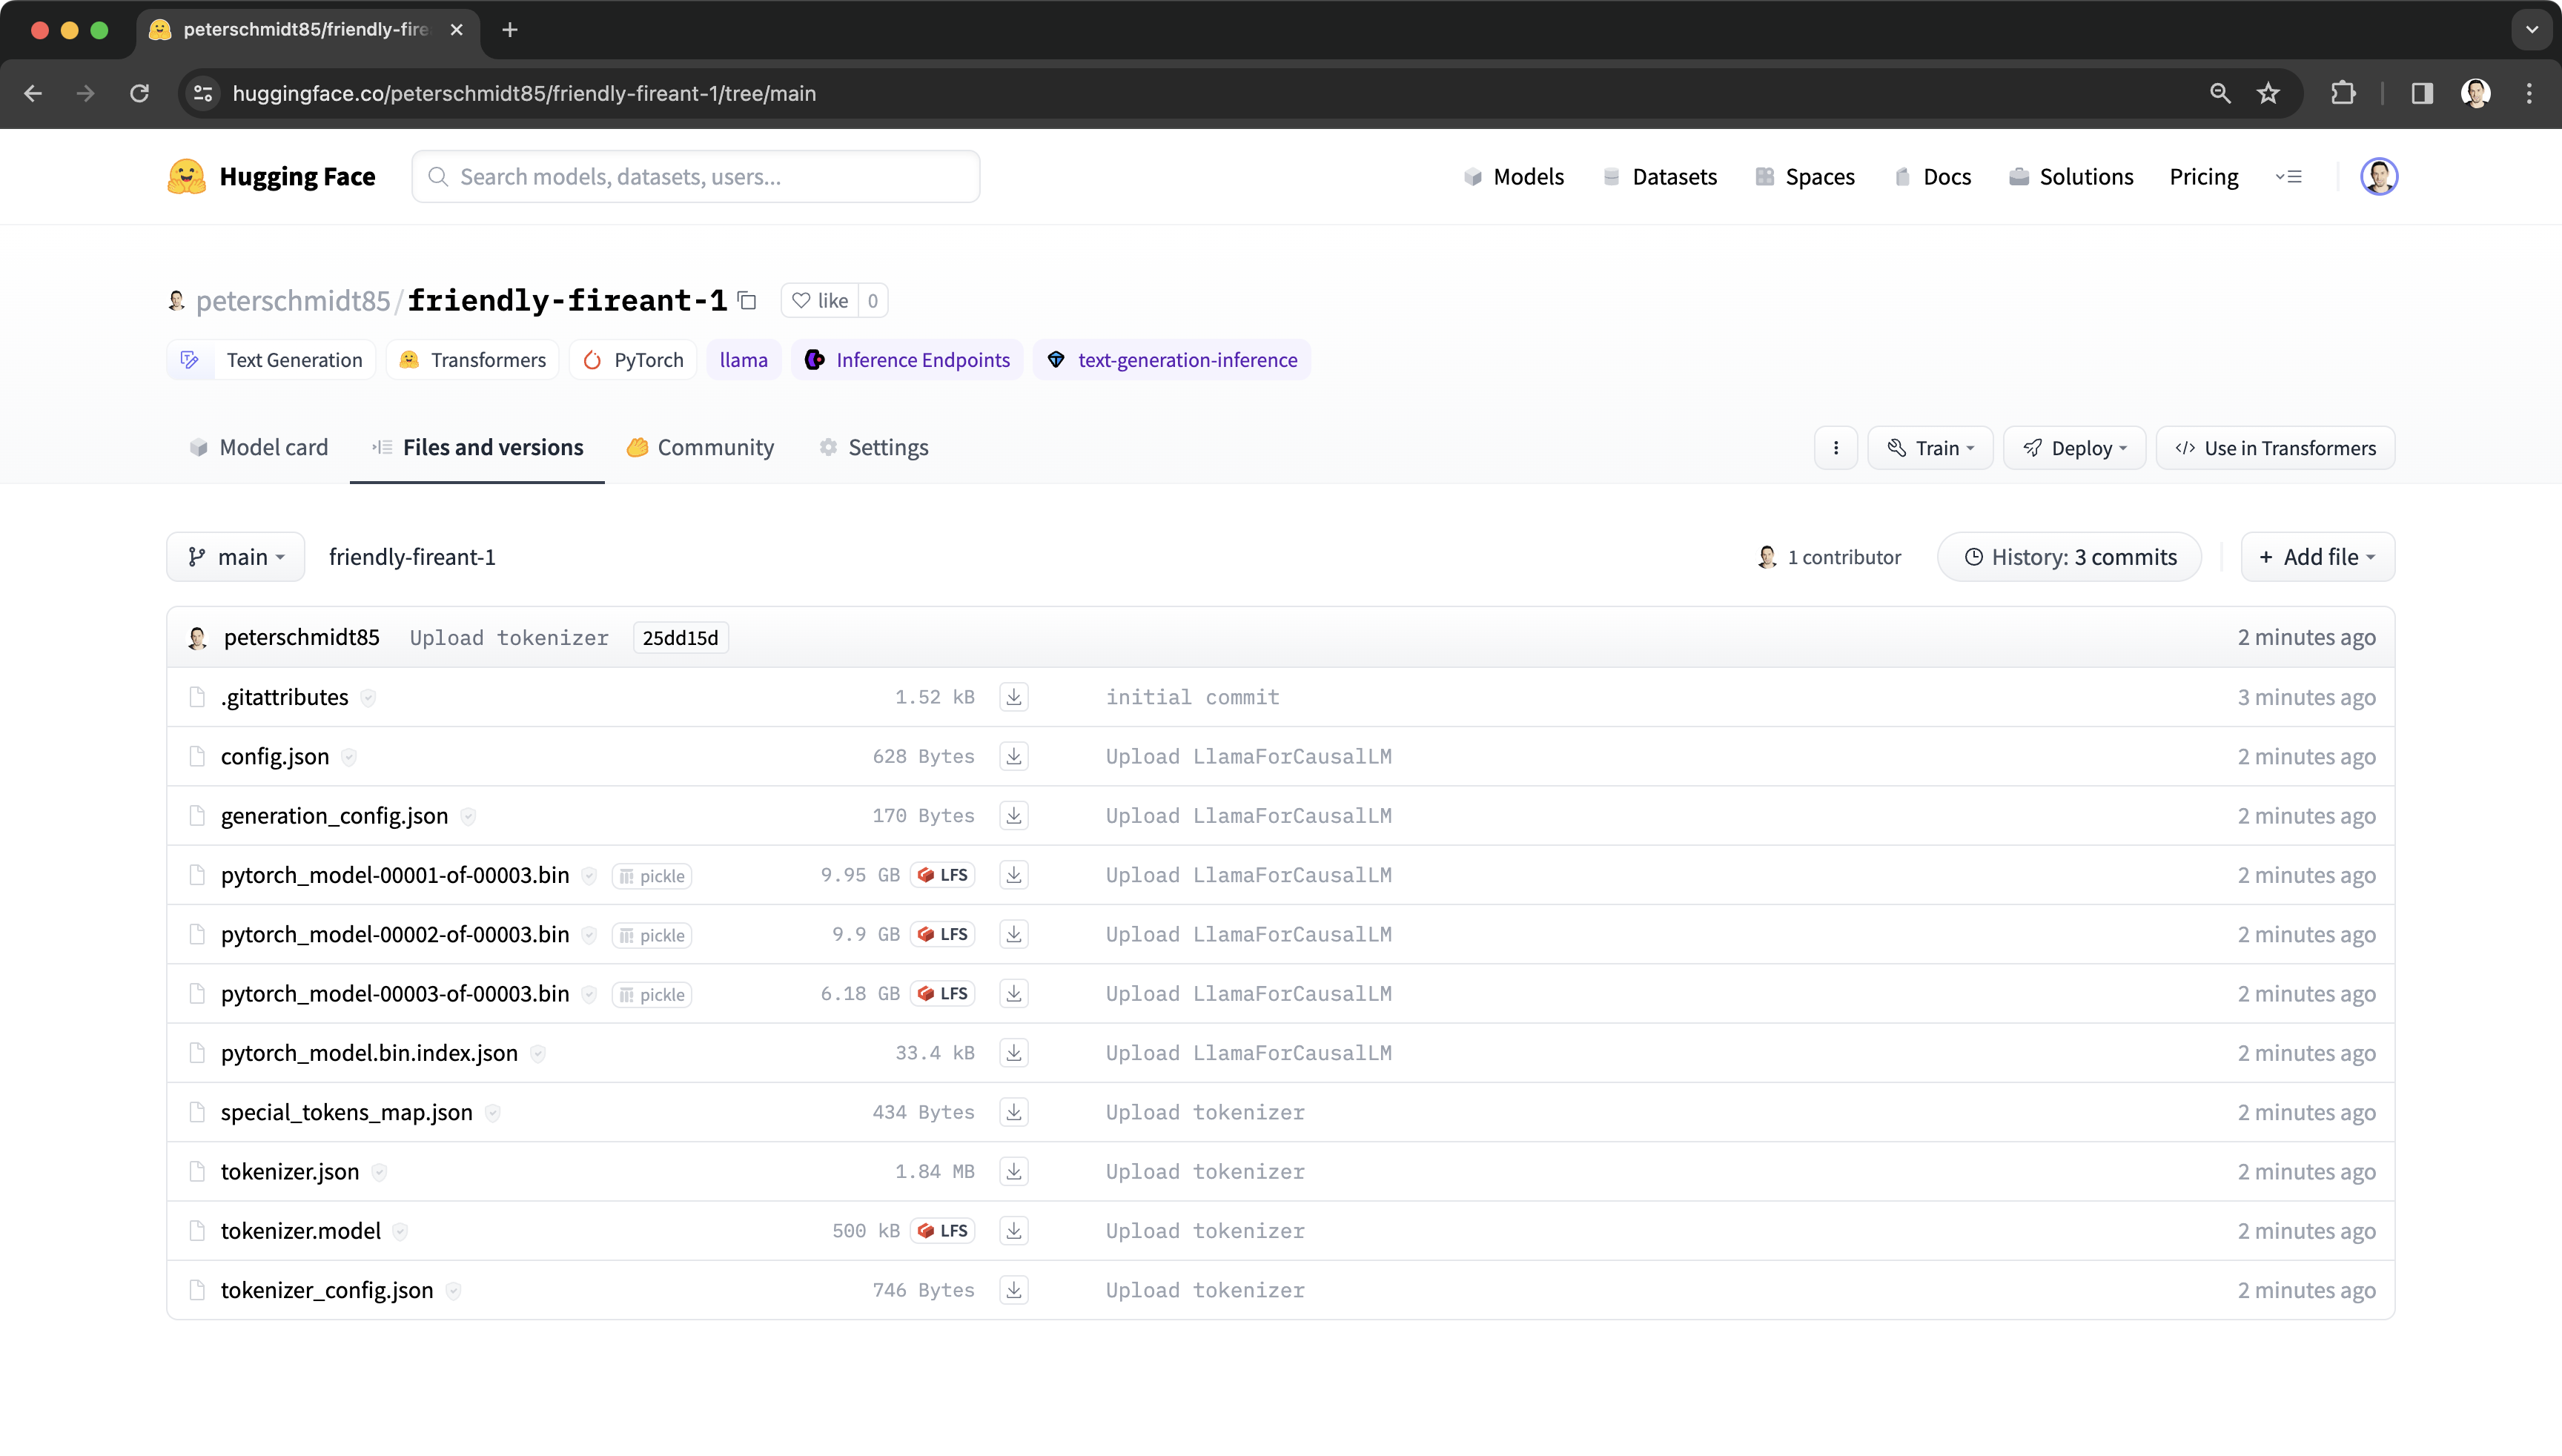 peterschmidt85/friendly-fire
huggingface.co/peterschmidt85/friendly-fireant-1/tree/main
Hugging Face
Search models, datasets, users...
Models Datasets Spaces Docs Solutions Pricing
peterschmidt85/friendly-fireant-1 like 0
Text Generation Transformers PyTorch llama Inference Endpoints text-generation-inference
Model card Files and versions Community Settings Train Deploy </> Use in Transformers
main friendly-fireant-1 1 contributor History: 3 commits + Add file
peterschmidt85 Upload tokenizer 25dd15d 2 minutes ago
.gitattributes 1.52 kB initial commit 3 minutes ago
config.json 628 Bytes Upload LlamaForCausalLM 2 minutes ago
generation_config.json 170 Bytes Upload LlamaForCausalLM 2 minutes ago
pytorch_model-00001-of-00003.bin pickle 9.95 GB LFS Upload LlamaForCausalLM 2 minutes ago
pytorch_model-00002-of-00003.bin pickle 9.9 GB LFS Upload LlamaForCausalLM 2 minutes ago
pytorch_model-00003-of-00003.bin pickle 6.18 GB LFS Upload LlamaForCausalLM 2 minutes ago
pytorch_model.bin.index.json 33.4 kB Upload LlamaForCausalLM 2 minutes ago
special_tokens_map.json 434 Bytes Upload tokenizer 2 minutes ago
tokenizer.json 1.84 MB Upload tokenizer 2 minutes ago
tokenizer.model 500 kB LFS Upload tokenizer 2 minutes ago
tokenizer_config.json 746 Bytes Upload tokenizer 2 minutes ago